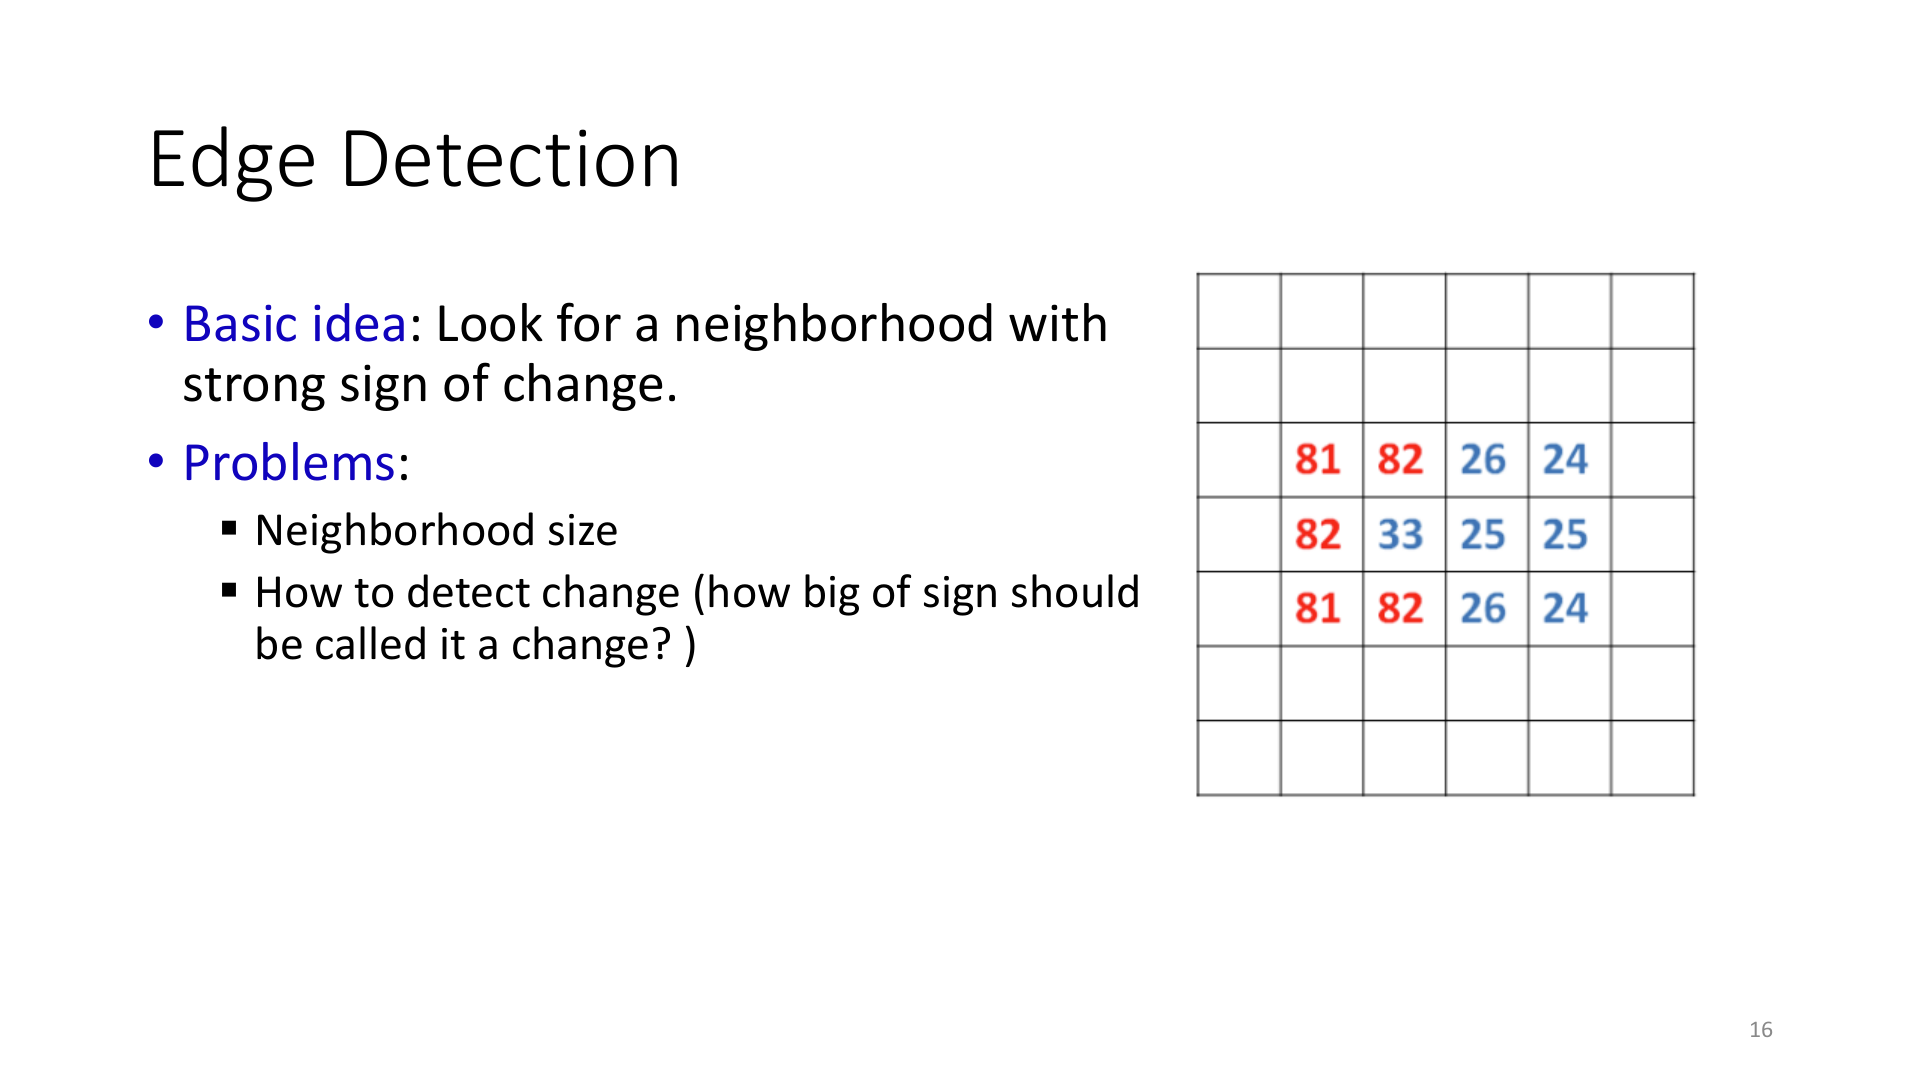 Edge Detection
• Basic idea: Look for a neighborhood with
strong sign of change.
• Problems:
▪ Neighborhood size
▪ How to detect change (how big of sign should
be called it a change? )
81 82 26 24
82 33 25 25
81 82 26 24
16